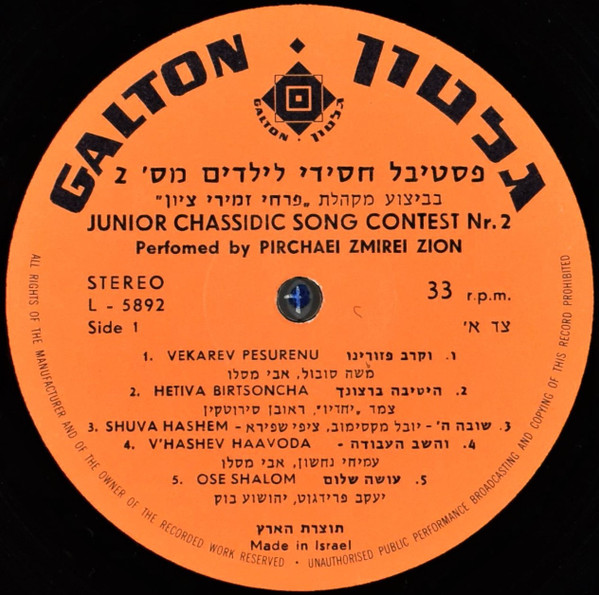 GALTON • גלטון
GALTON • גלטון
פסטיבל חסידי לילדים מס' 2
בביצוע מקהלת „פרחי זמירי ציון"
JUNIOR CHASSIDIC SONG CONTEST Nr. 2
Perfomed by PIRCHAEI ZMIREI ZION
STEREO
L - 5892
Side 1
33 r.p.m.
צד א'
1. VEKAREV PESURENU וקרב פזורינו .1
משה סובול, אבי מסלו
2. HETIVA BIRTSONCHA היטיבה ברצונך .2
צמד „יחדיו", ראובן סירוטקין
3. SHUVA HASHEM - שובה ה' - יובל מקסימוב, ציפי שפירא .3
4. V'HASHEV HAAVODA - והשב העבודה .4
עמיחי נחשון, אבי מסלו
5. OSE SHALOM עושה שלום .5
יעקב פרידגוט, יהושוע בוק
תוצרת הארץ
Made in Israel
ALL RIGHTS OF THE MANUFACTURER AND OF THE OWNER OF THE RECORDED WORK RESERVED • UNAUTHORISED PUBLIC PERFORMANCE BROADCASTING AND COPYING OF THIS RECORD PROHIBITED